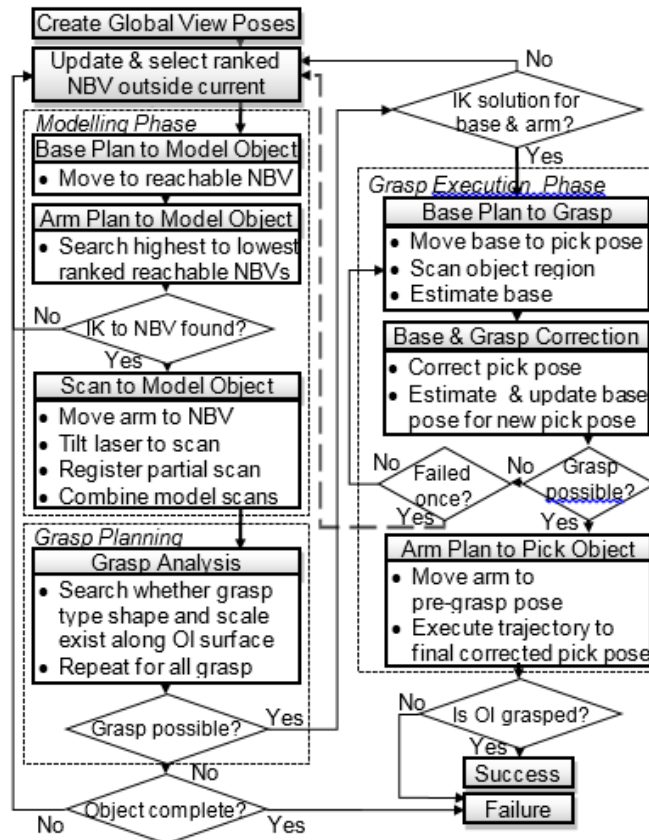 Create Global View Poses
Update & select ranked
NBV outside current
Modelling Phase
Base Plan to Model Object
• Move to reachable NBV
Arm Plan to Model Object
• Search highest to lowest
ranked reachable NBVs
No
IK to NBV found?
Yes
Scan to Model Object
• Move arm to NBV
• Tilt laser to scan
• Register partial scan
• Combine model scans
Grasp Planning
Grasp Analysis
• Search whether grasp
type shape and scale
exist along OI surface
• Repeat for all grasp
Grasp possible?
Yes
No
Object complete?
No
Yes
No
IK solution for
base & arm?
Yes
Grasp Execution Phase
Base Plan to Grasp
• Move base to pick pose
• Scan object region
• Estimate base
Base & Grasp Correction
• Correct pick pose
• Estimate & update base
pose for new pick pose
No
Failed
once?
Yes
No
Grasp
possible?
Yes
Arm Plan to Pick Object
• Move arm to
pre-grasp pose
• Execute trajectory to
final corrected pick pose
No
Is OI grasped?
Yes
Success
Failure